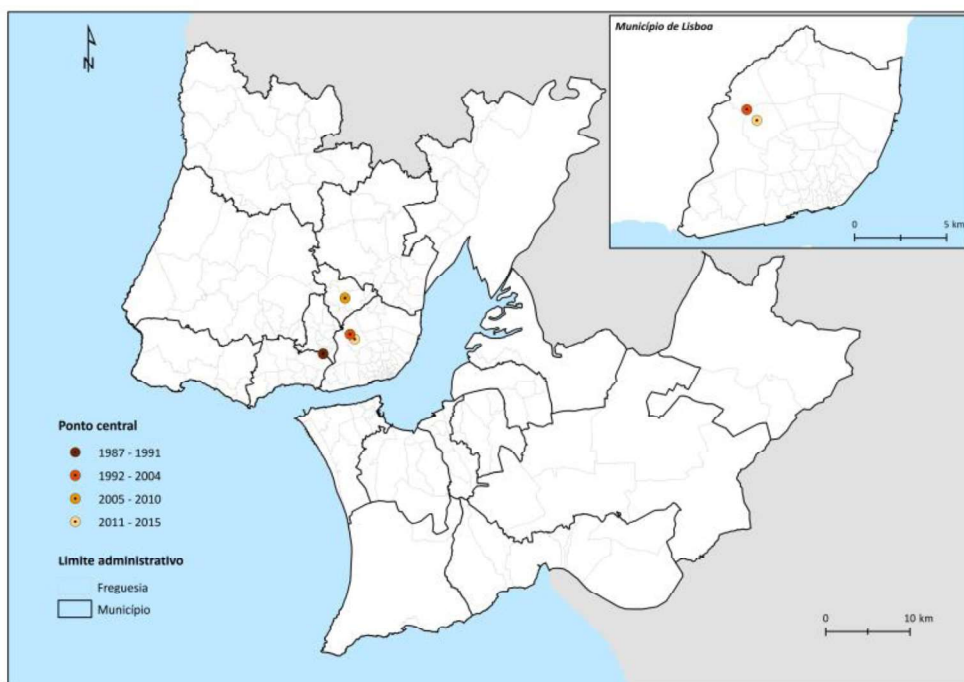 N
Município de Lisboa
0 5 km
Ponto central
1987 - 1991
1992 - 2004
2005 - 2010
2011 - 2015
Limite administrativo
Freguesia
Município
0 10 km